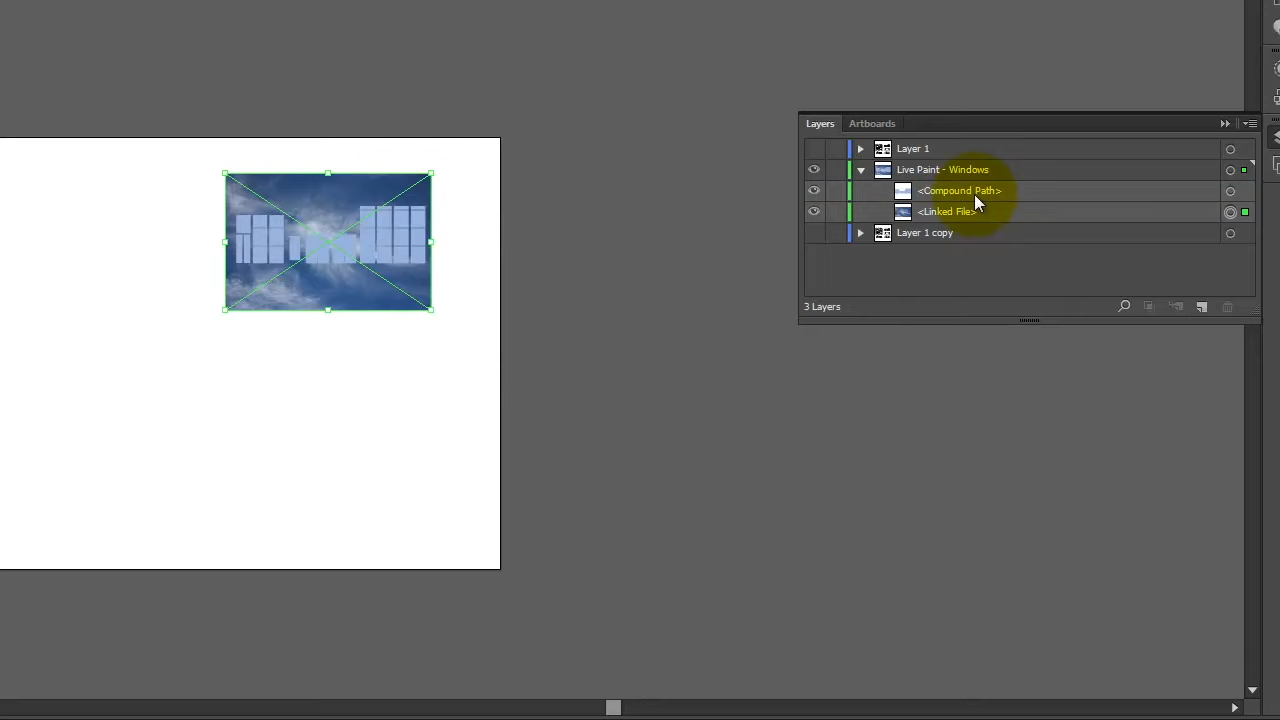 Layers Artboards
Layer 1
Live Paint - Windows
<Compound Path>
<Linked File>
Layer 1 copy
3 Layers